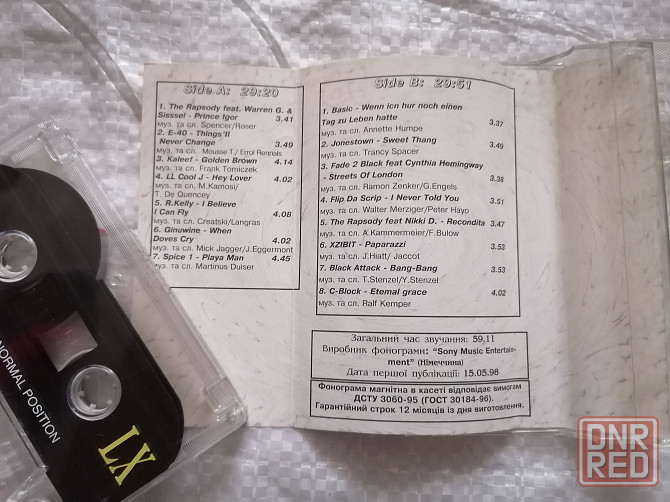 Side A: 29:20
1. The Rapsody feat. Warren G. &
Sisssel - Prince Igor
муз. та сл. Spencer/Roser 3,41
2. E-40 - Things'll
Never Change 3.49
муз. та сл. Mousse T./ Errol Rennals
3. Kaleef - Golden Brown 4.14
муз. та сл. Frank Tomiczek
4. LL Cool J - Hey Lover 4.02
муз. та сл. M.Kamosi/
T. De Quencey
5. R.Kelly - I Believe
I Can Fly 4.08
муз. та сл. Creatski/Langras
6. Ginuwine - When
Doves Cry 4.02
муз. та сл. Mick Jagger/J.Eggermont
7. Spice 1 - Playa Man 4.45
муз. та сл. Martinus Duiser
Side B: 29:51
1. Basic - Wenn icn hur noch einen
Tag zu Leben hatte 3.37
муз. та сл. Annette Humpe
2. Jonestown - Sweet Thang 3.49
муз. та сл. Trancy Spacer
3. Fade 2 Black feat Cynthia Hemingway
- Streets Of London 3.38
муз. та сл. Ramon Zenker/G.Engels
4. Flip Da Scrip - I Never Told You 3.51
муз. та сл. Walter Merziger/Peter Hayo
5. The Rapsody feat Nikki D. - Recondita 3.47
муз. та сл. A.Kammermeier/F.Bulow
6. XZIBIT - Paparazzi 3.53
муз. та сл. J.Hiatt/ Jaccot
7. Black Attack - Bang-Bang 3.53
муз. та сл. T.Stenzel/Y.Stenzel
8. C-Block - Eternal grace 4.02
муз. та сл. Ralf Kemper
Загальний час звучання: 59,11
Виробник фонограми: "Sony Music Entertain-
ment" (Німеччина)
Дата першої публікації: 15.05.98
Фонограма магнітна в касеті відповідає вимогам
ДСТУ 3060-95 (ГОСТ 30184-96).
Гарантійний строк 12 місяців із дня виготовлення.
NORMAL POSITION
LX
DNR
RED